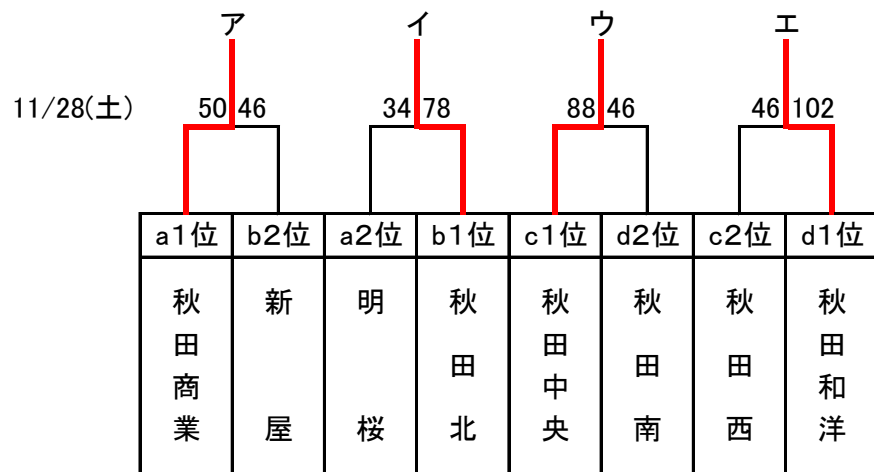 ア イ ウ エ
11/28(土) 50 46 34 78 88 46 46 102
a1位 b2位 a2位 b1位 c1位 d2位 c2位 d1位
秋田商業 新屋 明桜 秋田北 秋田中央 秋田南 秋田西 秋田和洋